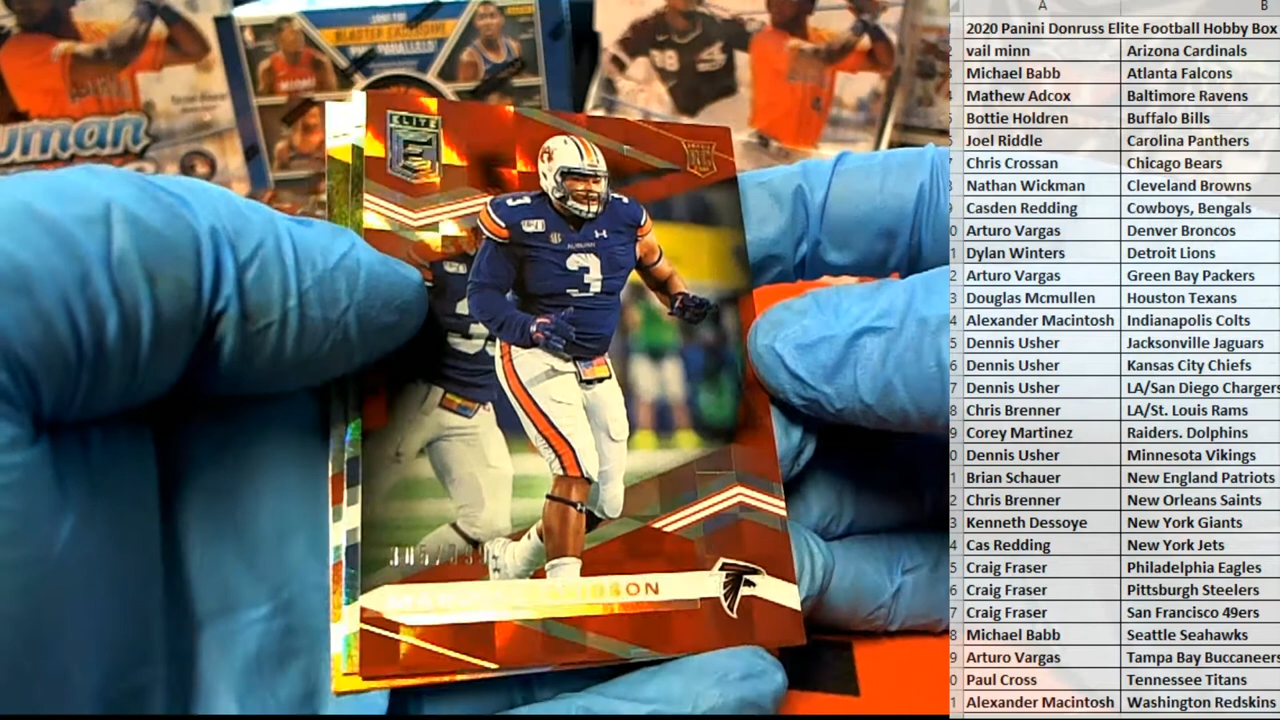 uman
ELITE
E
RC
3
3
AUBURN
3
A B
2020 Panini Donruss Elite Football Hobby Box
vail minn Arizona Cardinals
Michael Babb Atlanta Falcons
Mathew Adcox Baltimore Ravens
Bottie Holdren Buffalo Bills
Joel Riddle Carolina Panthers
Chris Crossan Chicago Bears
Nathan Wickman Cleveland Browns
Casden Redding Cowboys, Bengals
Arturo Vargas Denver Broncos
Dylan Winters Detroit Lions
Arturo Vargas Green Bay Packers
Douglas Mcmullen Houston Texans
Alexander Macintosh Indianapolis Colts
Dennis Usher Jacksonville Jaguars
Dennis Usher Kansas City Chiefs
Dennis Usher LA/San Diego Chargers
Chris Brenner LA/St. Louis Rams
Corey Martinez Raiders. Dolphins
Dennis Usher Minnesota Vikings
Brian Schauer New England Patriots
Chris Brenner New Orleans Saints
Kenneth Dessoye New York Giants
Cas Redding New York Jets
Craig Fraser Philadelphia Eagles
Craig Fraser Pittsburgh Steelers
Craig Fraser San Francisco 49ers
Michael Babb Seattle Seahawks
Arturo Vargas Tampa Bay Buccaneers
Paul Cross Tennessee Titans
Alexander Macintosh Washington Redskins